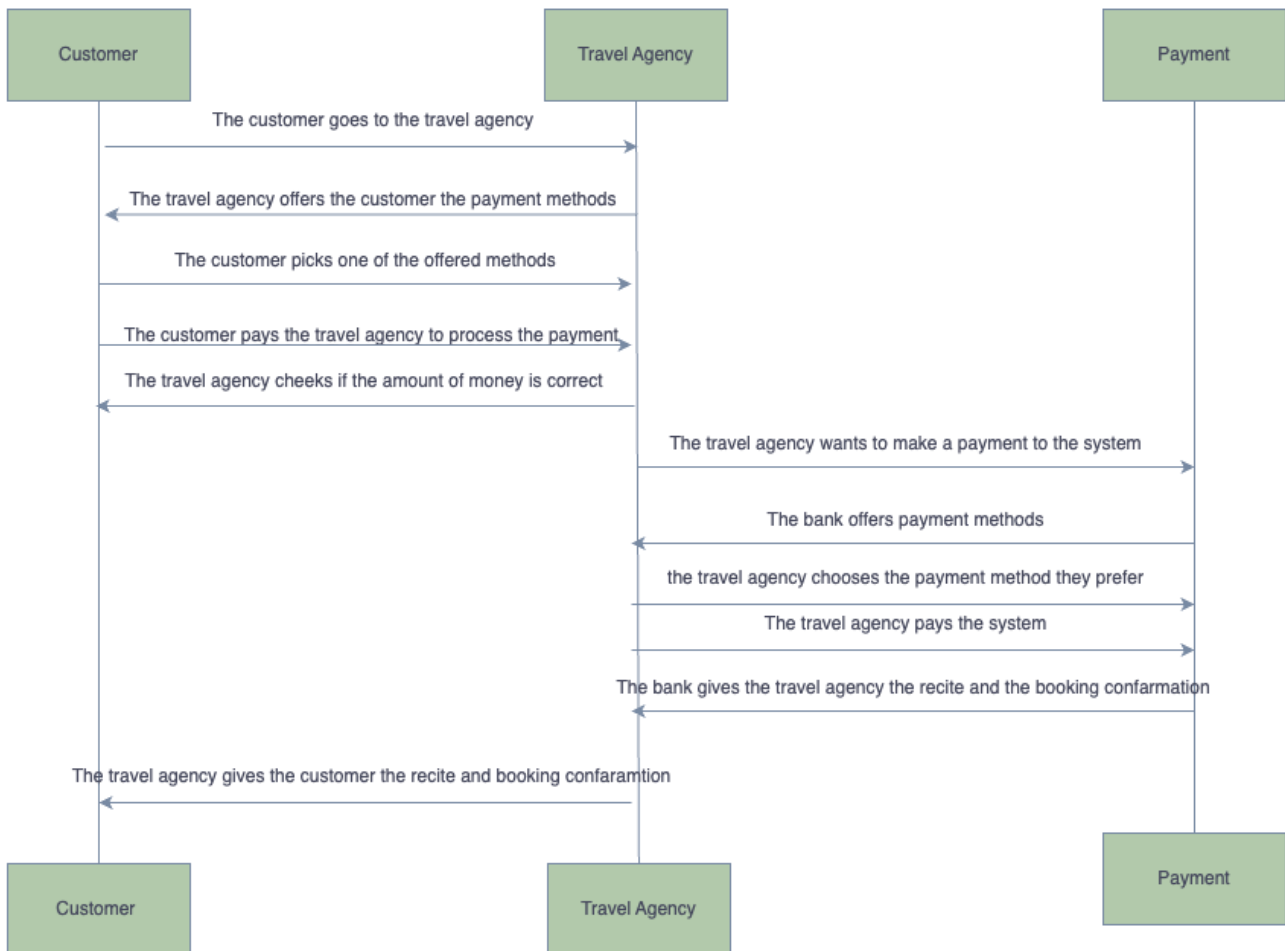 Customer
Travel Agency
Payment
The customer goes to the travel agency
The travel agency offers the customer the payment methods
The customer picks one of the offered methods
The customer pays the travel agency to process the payment
The travel agency cheeks if the amount of money is correct
The travel agency wants to make a payment to the system
The bank offers payment methods
the travel agency chooses the payment method they prefer
The travel agency pays the system
The bank gives the travel agency the recite and the booking confarmation
The travel agency gives the customer the recite and booking confaramtion
Customer
Travel Agency
Payment